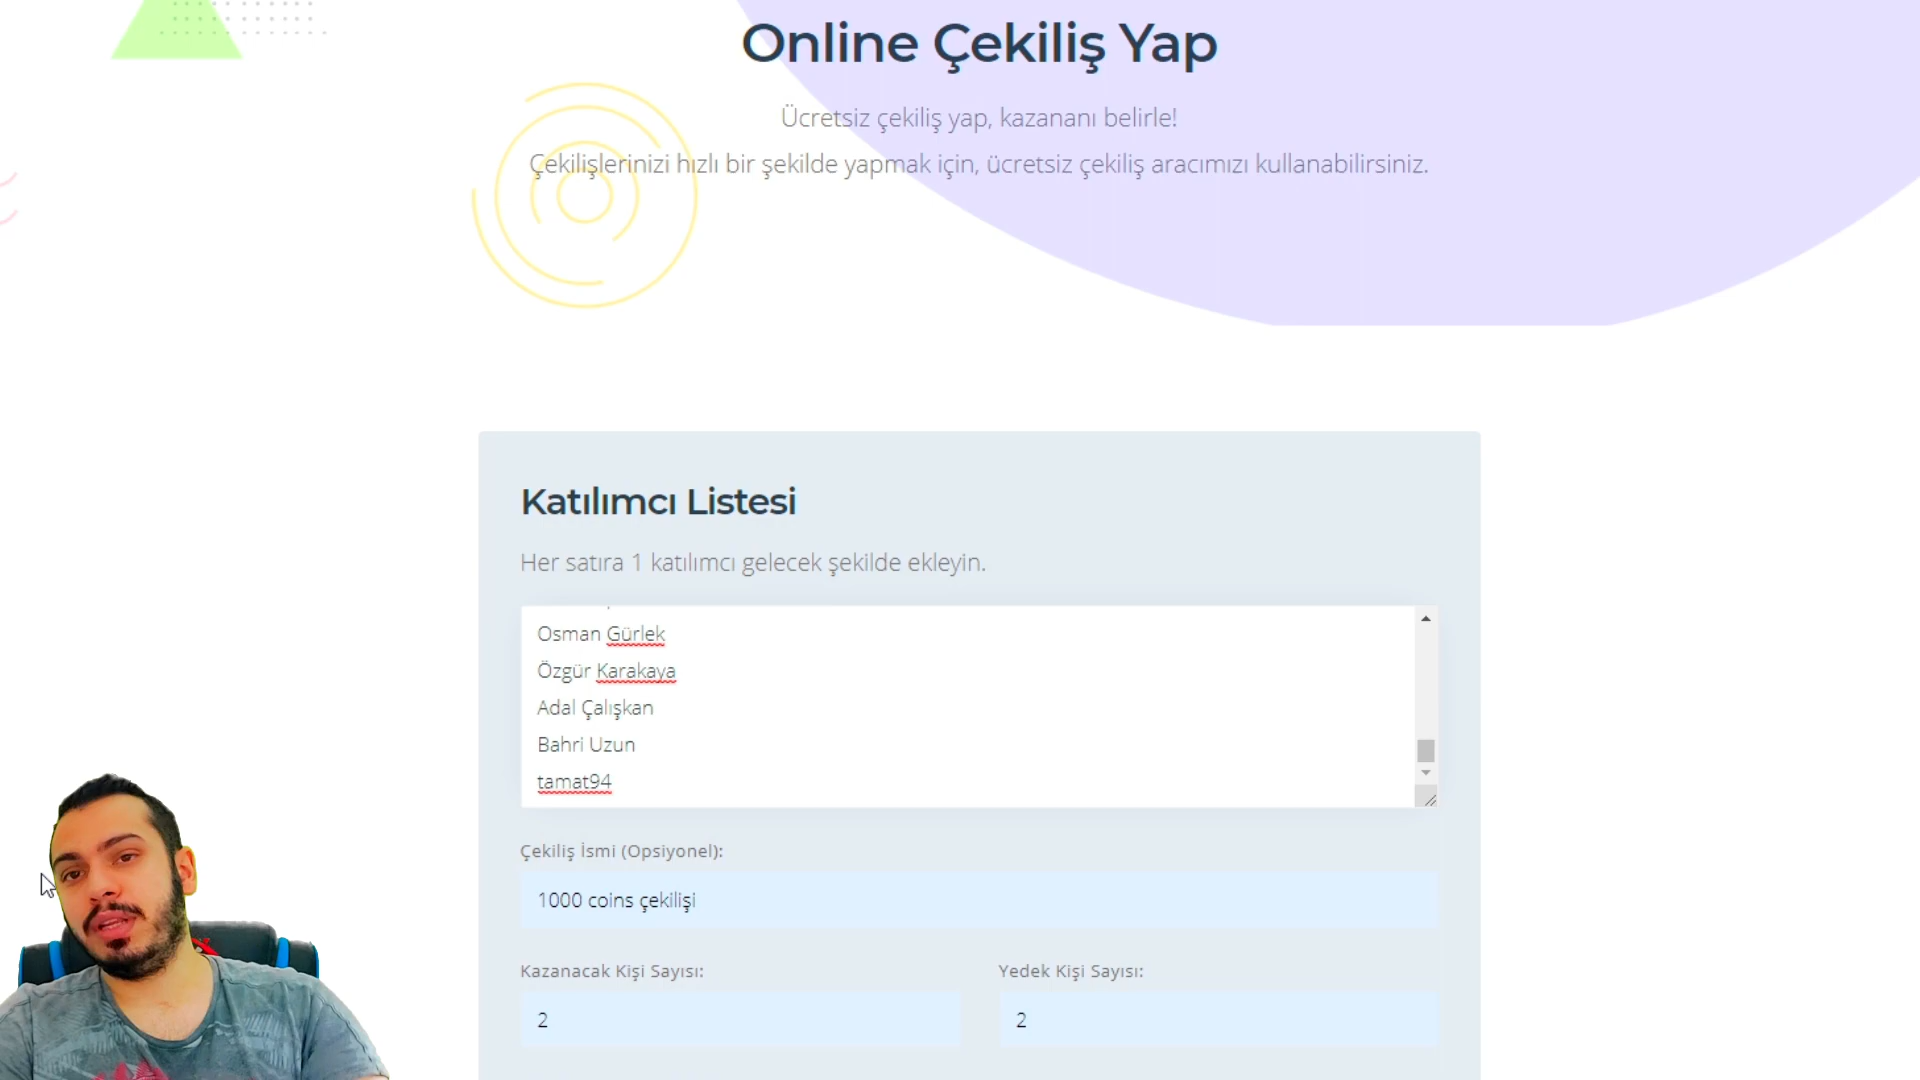 Online Çekiliş Yap
Ücretsiz çekiliş yap, kazananı belirle!
Çekilişlerinizi hızlı bir şekilde yapmak için, ücretsiz çekiliş aracımızı kullanabilirsiniz.
Katılımcı Listesi
Her satıra 1 katılımcı gelecek şekilde ekleyin.
Osman Gürlek
Özgür Karakaya
Adal Çalışkan
Bahri Uzun
tamat94
Çekiliş İsmi (Opsiyonel):
1000 coins çekilişi
Kazanacak Kişi Sayısı:
Yedek Kişi Sayısı:
2
2